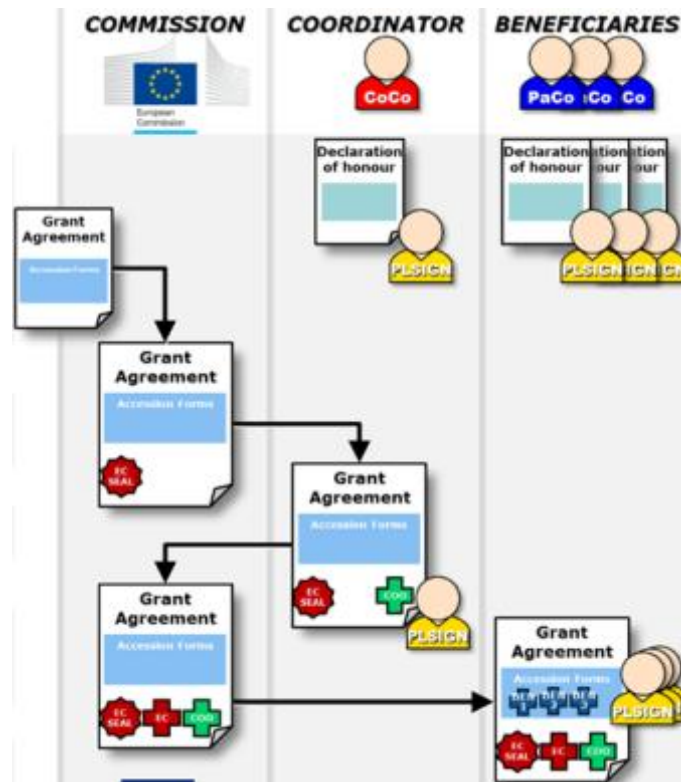 COMMISSION
COORDINATOR
BENEFICIARIES
European
Commission
CoCo
PaCo
Co
Declaration
of honour
PLSIGN
Declaration
of honour
PLSIGN
Grant
Agreement
Accession Forms
Grant
Agreement
Accession Forms
EC
SEAL
Grant
Agreement
Accession Forms
EC
SEAL
COO
PLSIGN
Grant
Agreement
Accession Forms
EC
SEAL
EC
COO
Grant
Agreement
Accession Forms
PLSIGN
EC
SEAL
EC
COO